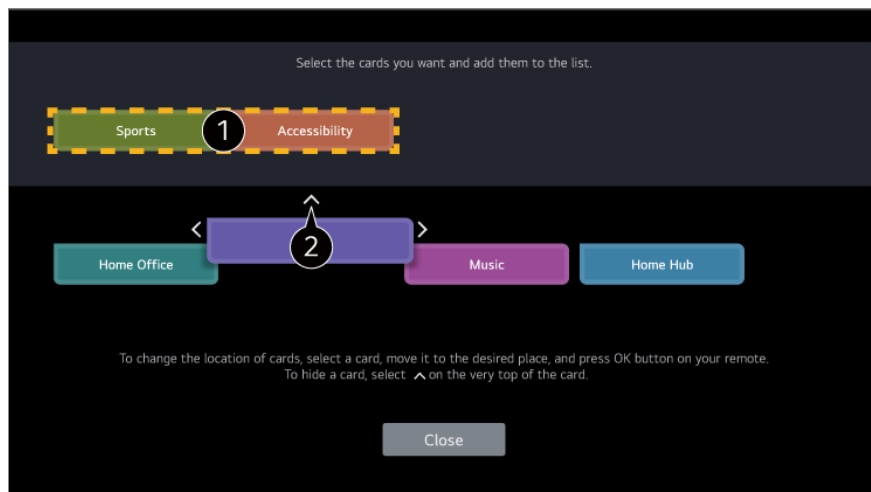 Select the cards you want and add them to the list.
Sports
1
Accessibility
2
Home Office
Music
Home Hub
To change the location of cards, select a card, move it to the desired place, and press OK button on your remote.
To hide a card, select ^ on the very top of the card.
Close